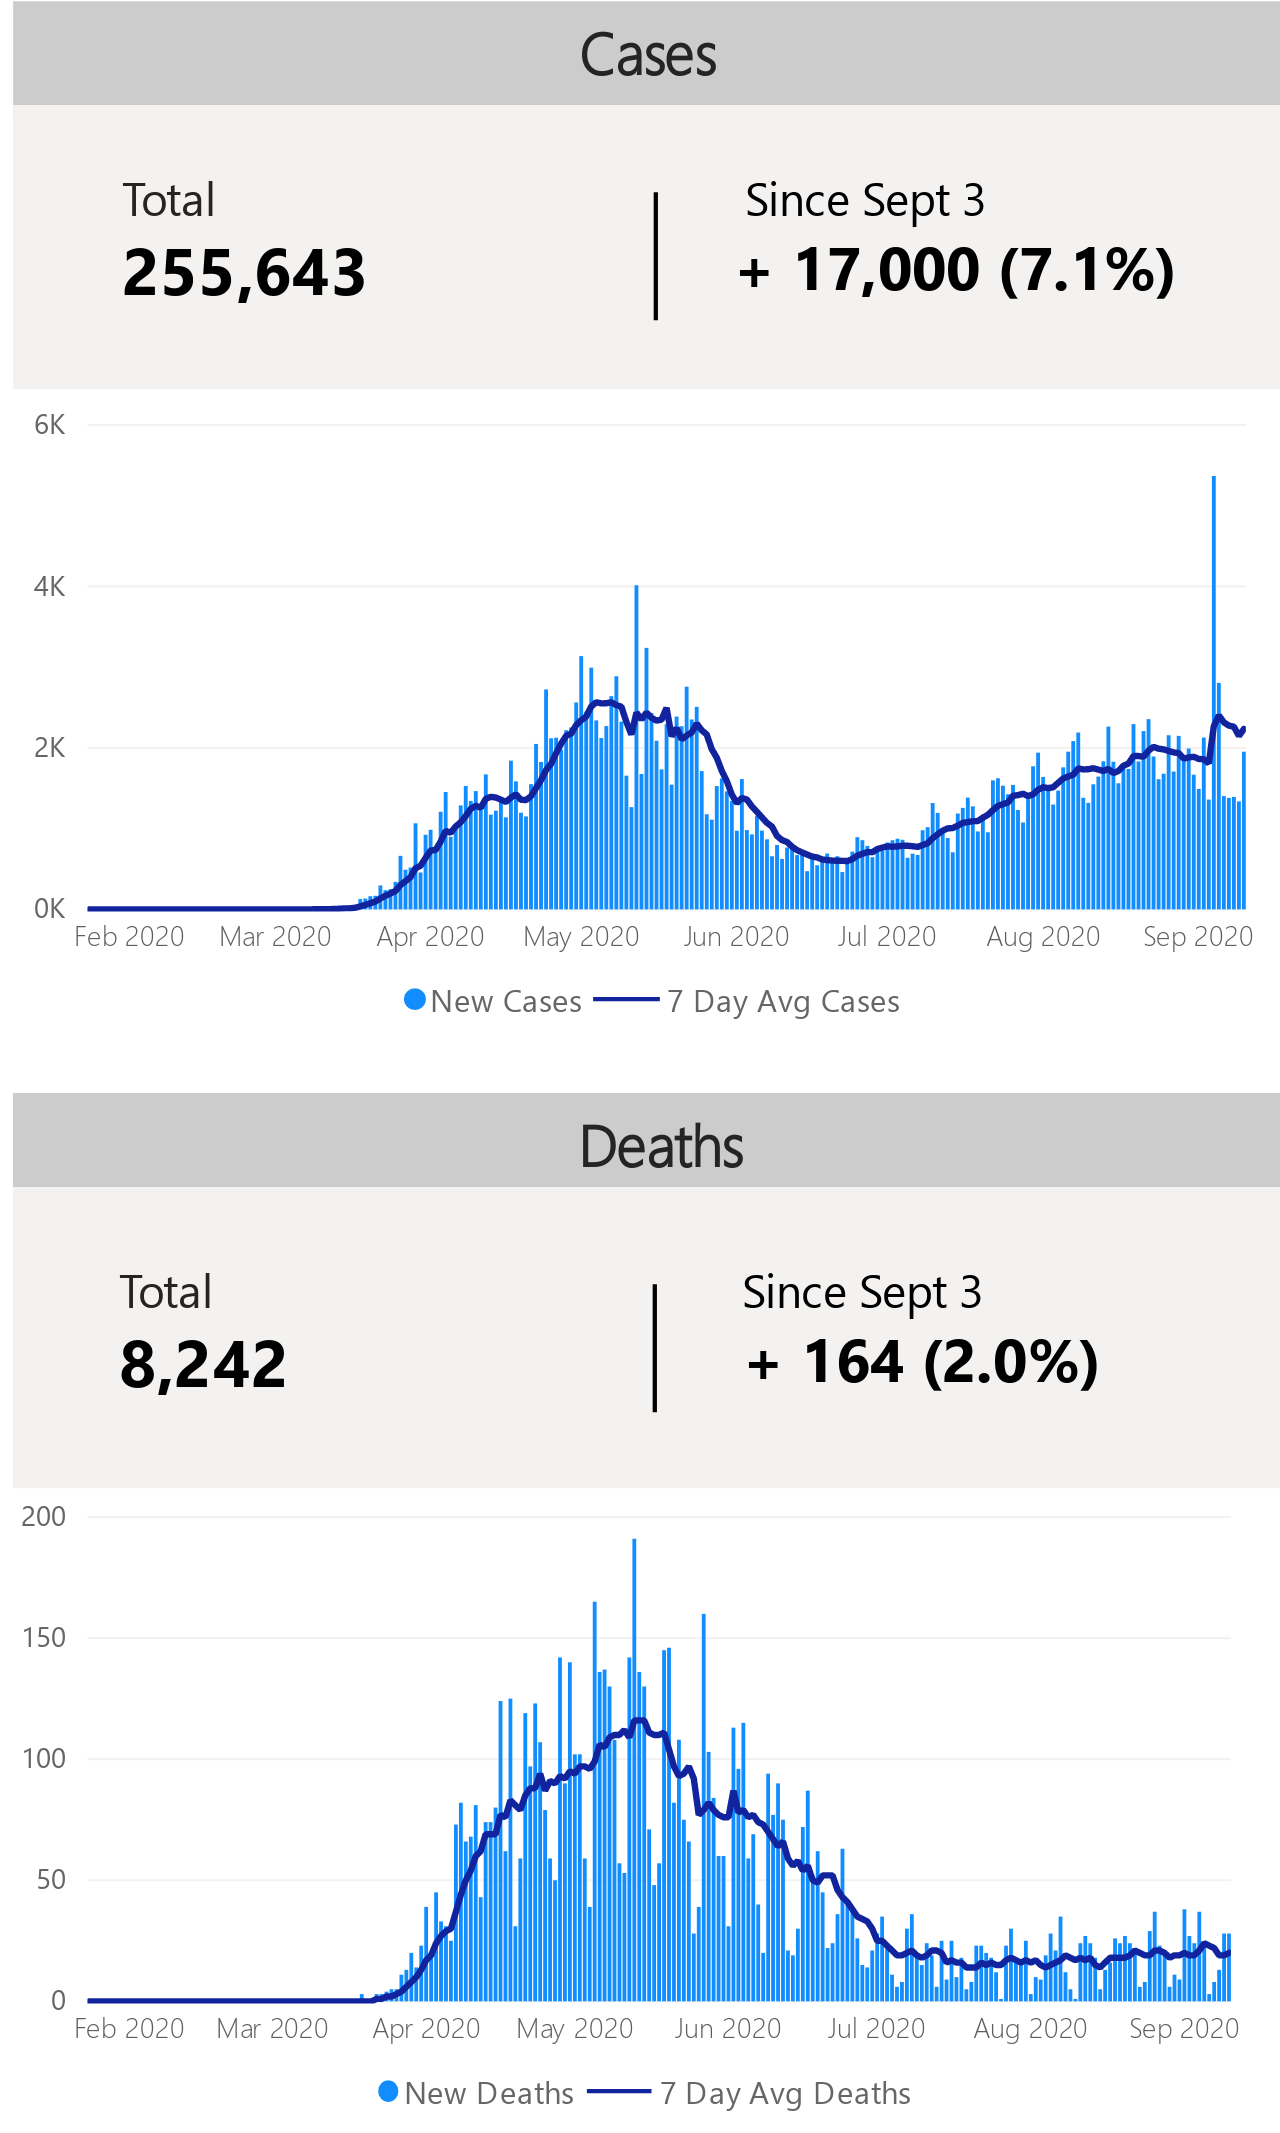 Cases
Total
Since Sept 3
255,643
+ 17,000 (7.1%)
6K
4K
2K
0K
Feb 2020 Mar 2020 Apr 2020 May 2020 Jun 2020 Jul 2020 Aug 2020 Sep 2020
New Cases 7 Day Avg Cases
Deaths
Total
Since Sept 3
8,242
+ 164 (2.0%)
200
150
100
50
0
Feb 2020 Mar 2020 Apr 2020 May 2020 Jun 2020 Jul 2020 Aug 2020 Sep 2020
New Deaths 7 Day Avg Deaths